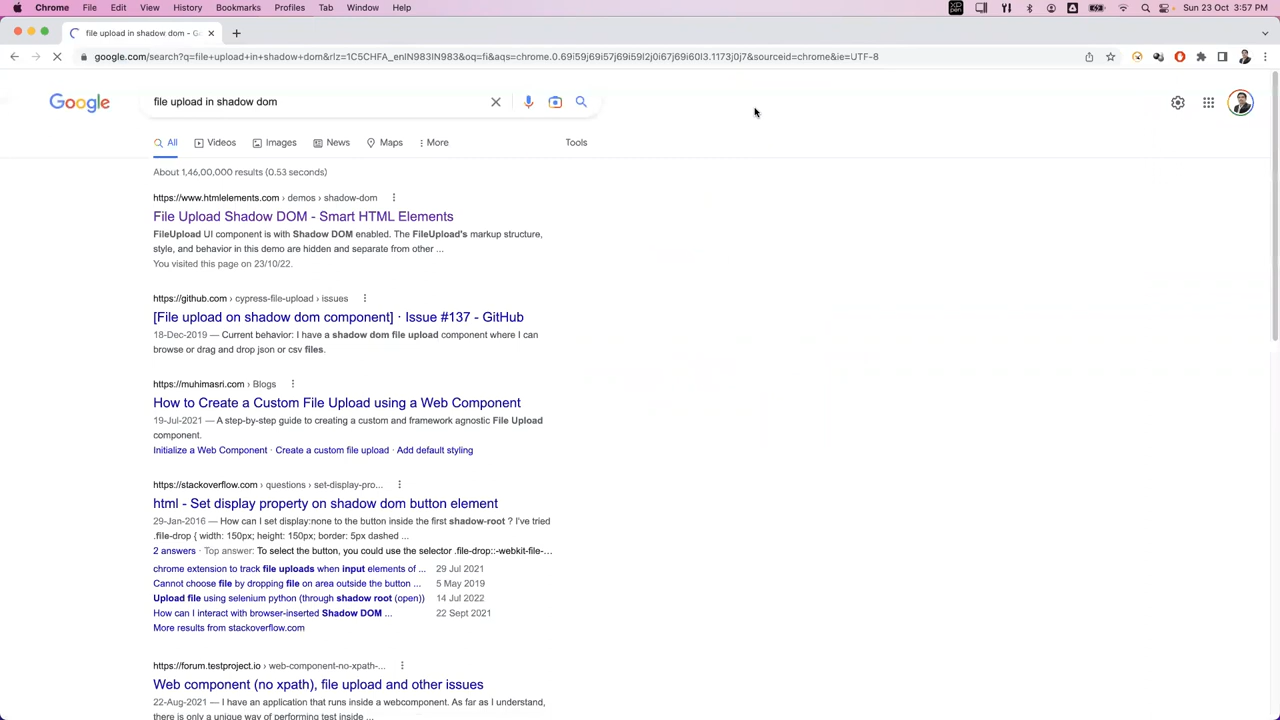 Chrome File Edit View History Bookmarks Profiles Tab Window Help Sun 23 Oct 3:57 PM
file upload in shadow dom - G
google.com/search?q=file+upload+in+shadow+dom&rlz=1C5CHFA_enIN983IN983&oq=fi&aqs=chrome.0.69i59j69i57j69i59l2j0i67j69i60l3.1173j0j7&sourceid=chrome&ie=UTF-8
Google file upload in shadow dom
All Videos Images News Maps More Tools
About 1,46,00,000 results (0.53 seconds)
https://www.htmlelements.com › demos › shadow-dom
File Upload Shadow DOM - Smart HTML Elements
FileUpload UI component is with Shadow DOM enabled. The FileUpload's markup structure,
style, and behavior in this demo are hidden and separate from other ...
You visited this page on 23/10/22.
https://github.com › cypress-file-upload › issues
[File upload on shadow dom component] · Issue #137 - GitHub
18-Dec-2019 — Current behavior: I have a shadow dom file upload component where I can
browse or drag and drop json or csv files.
https://muhimasri.com › Blogs
How to Create a Custom File Upload using a Web Component
19-Jul-2021 — A step-by-step guide to creating a custom and framework agnostic File Upload
component.
Initialize a Web Component · Create a custom file upload · Add default styling
https://stackoverflow.com › questions › set-display-pro...
html - Set display property on shadow dom button element
29-Jan-2016 — How can I set display:none to the button inside the first shadow-root ? I've tried
.file-drop { width: 150px; height: 150px; border: 5px dashed ...
2 answers · Top answer: To select the button, you could use the selector .file-drop::-webkit-file-...
chrome extension to track file uploads when input elements of ... 29 Jul 2021
Cannot choose file by dropping file on area outside the button ... 5 May 2019
Upload file using selenium python (through shadow root (open)) 14 Jul 2022
How can I interact with browser-inserted Shadow DOM ... 22 Sept 2021
More results from stackoverflow.com
https://forum.testproject.io › web-component-no-xpath-...
Web component (no xpath), file upload and other issues
22-Aug-2021 — I have an application that runs inside a webcomponent. As far as I understand,
there is only a unique way of performing test inside ...